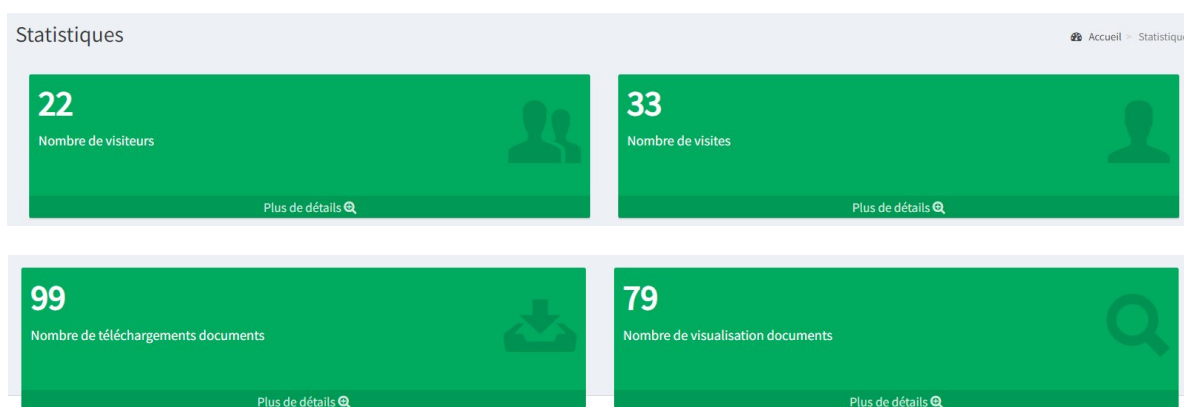 Statistiques
Accueil > Statistique
22
Nombre de visiteurs
Plus de détails
33
Nombre de visites
Plus de détails
99
Nombre de téléchargements documents
Plus de détails
79
Nombre de visualisation documents
Plus de détails